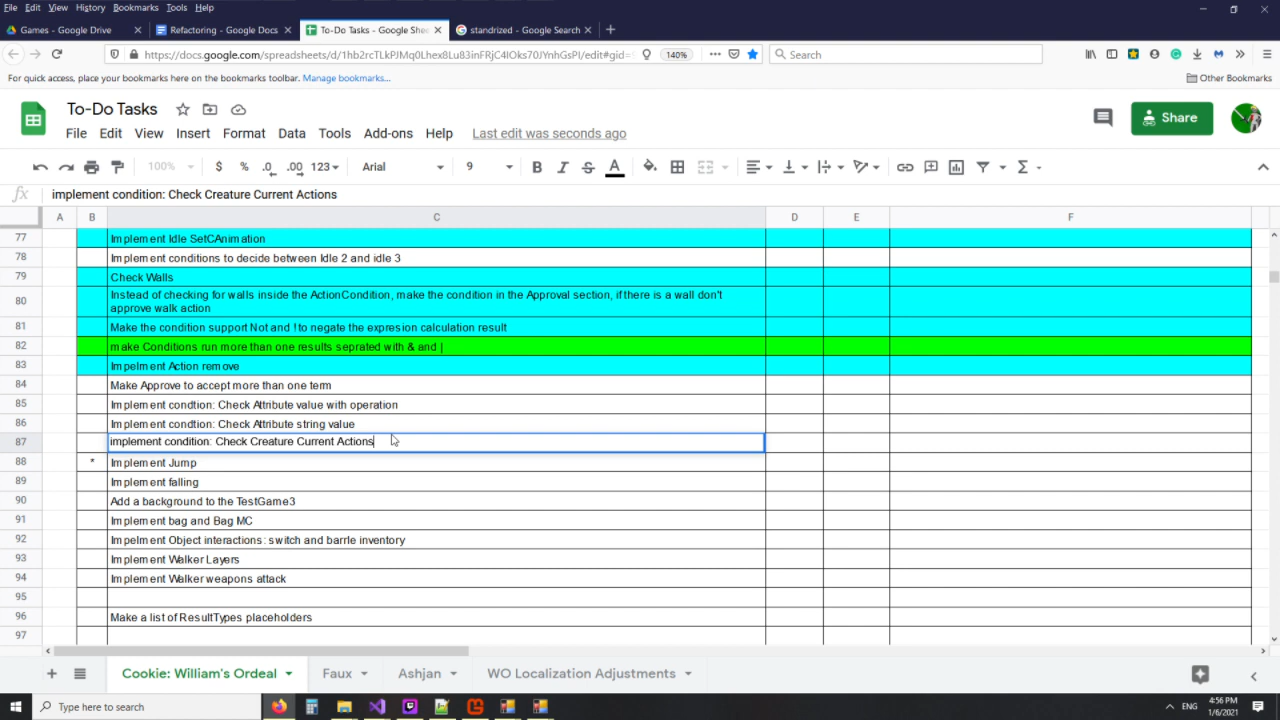 File Edit View History Bookmarks Tools Help
Games - Google Drive
Refactoring - Google Docs
To-Do Tasks - Google Shee
standrized - Google Search
https://docs.google.com/spreadsheets/d/1hb2rcTLkPJMq0Lhex8Lu83inFRjC4IOks70JYnhGsPI/edit#gid=
140%
Search
For quick access, place your bookmarks here on the bookmarks toolbar. Manage bookmarks...
Other Bookmarks
To-Do Tasks
File Edit View Insert Format Data Tools Add-ons Help Last edit was seconds ago
Share
100% $ % .0 .00 123 Arial 9 B I S A
fx implement condition: Check Creature Current Actions
A B C D E F
77 Implement Idle SetCAnimation
78 Implement conditions to decide between Idle 2 and idle 3
79 Check Walls
80 Instead of checking for walls inside the ActionCondition, make the condition in the Approval section, if there is a wall don't
approve walk action
81 Make the condition support Not and ! to negate the expresion calculation result
82 make Conditions run more than one results seprated with & and |
83 Impelment Action remove
84 Make Approve to accept more than one term
85 Implement condtion: Check Attribute value with operation
86 Implement condtion: Check Attribute string value
87 implement condition: Check Creature Current Actions
88 * Implement Jump
89 Implement falling
90 Add a background to the TestGame3
91 Implement bag and Bag MC
92 Impelment Object interactions: switch and barrle inventory
93 Implement Walker Layers
94 Implement Walker weapons attack
95
96 Make a list of ResultTypes placeholders
97
Cookie: William's Ordeal Faux Ashjan WO Localization Adjustments
Type here to search
ENG
4:56 PM
1/6/2021